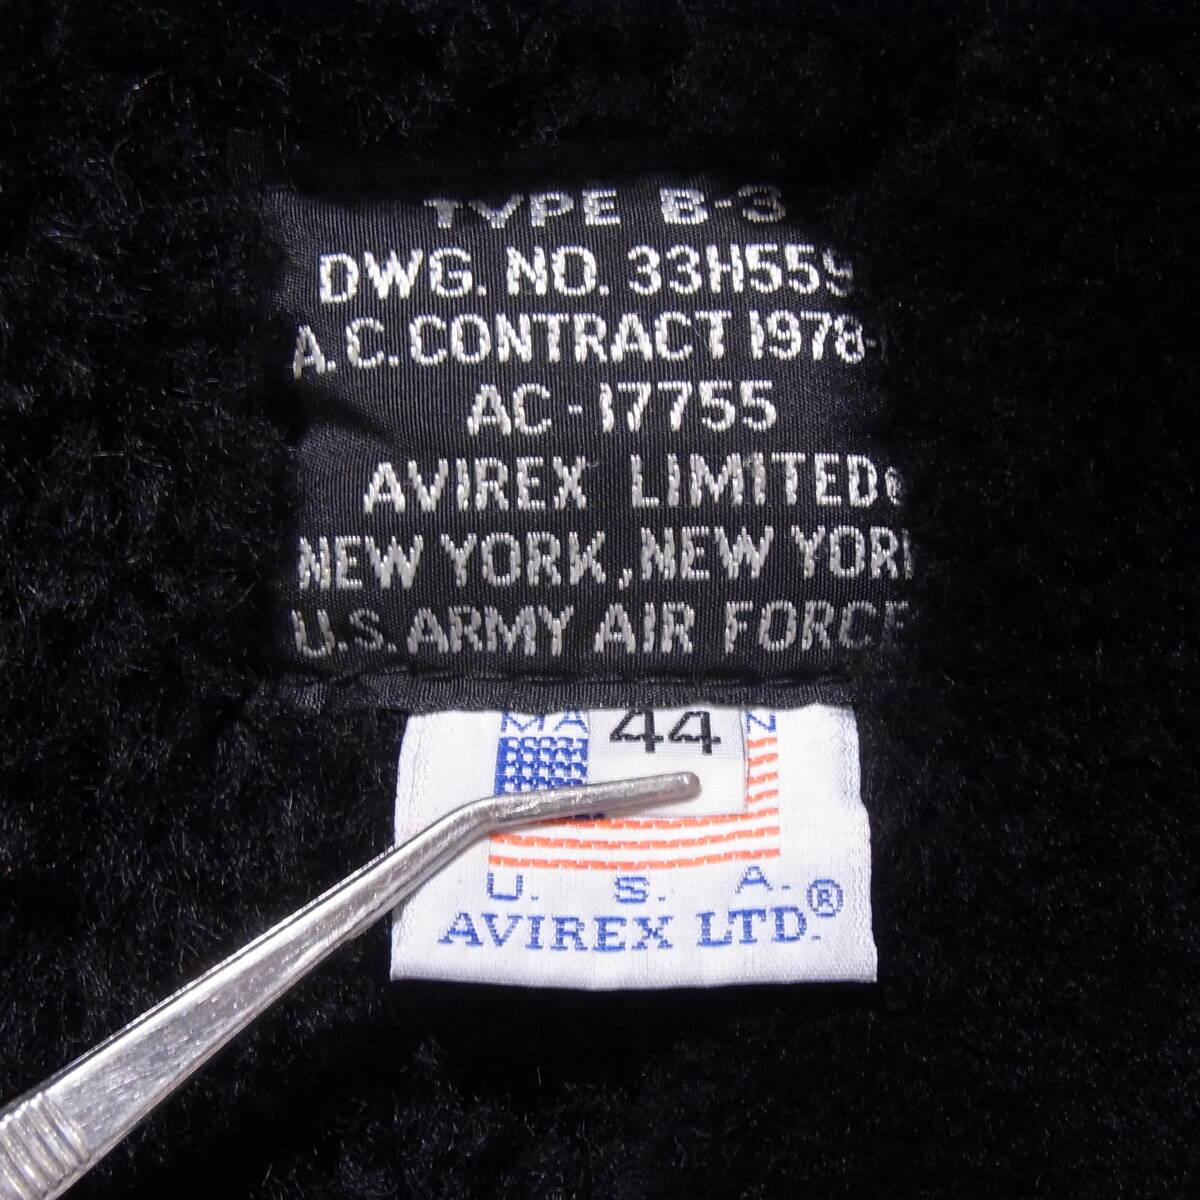 TYPE B-3
DWG. NO. 33H559
A.C. CONTRACT 1978-
AC-17755
AVIREX LIMITED
NEW YORK, NEW YORK
U.S. ARMY AIR FORCE
MA 44 N
U. S. A.
AVIREX LTD.®